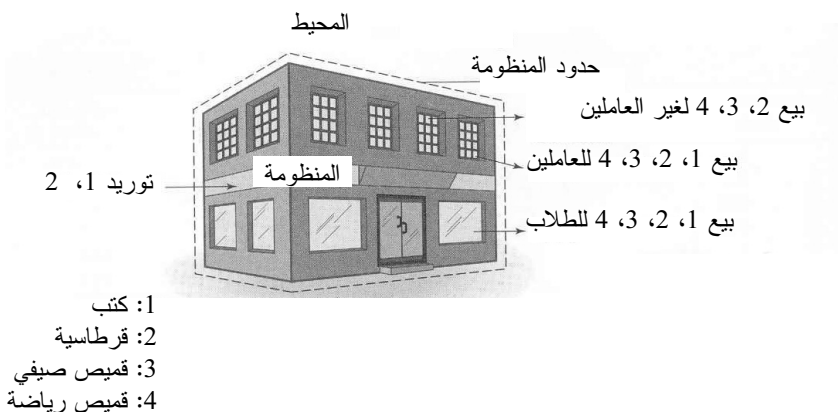 المحيط
حدود المنظومة
بيع 2، 3، 4 لغير العاملين
بيع 1، 2، 3، 4 للعاملين
المنظومة
توريد 1، 2
بيع 1، 2، 3، 4 للطلاب
1: كتب
2: قرطاسية
3: قميص صيفي
4: قميص رياضة